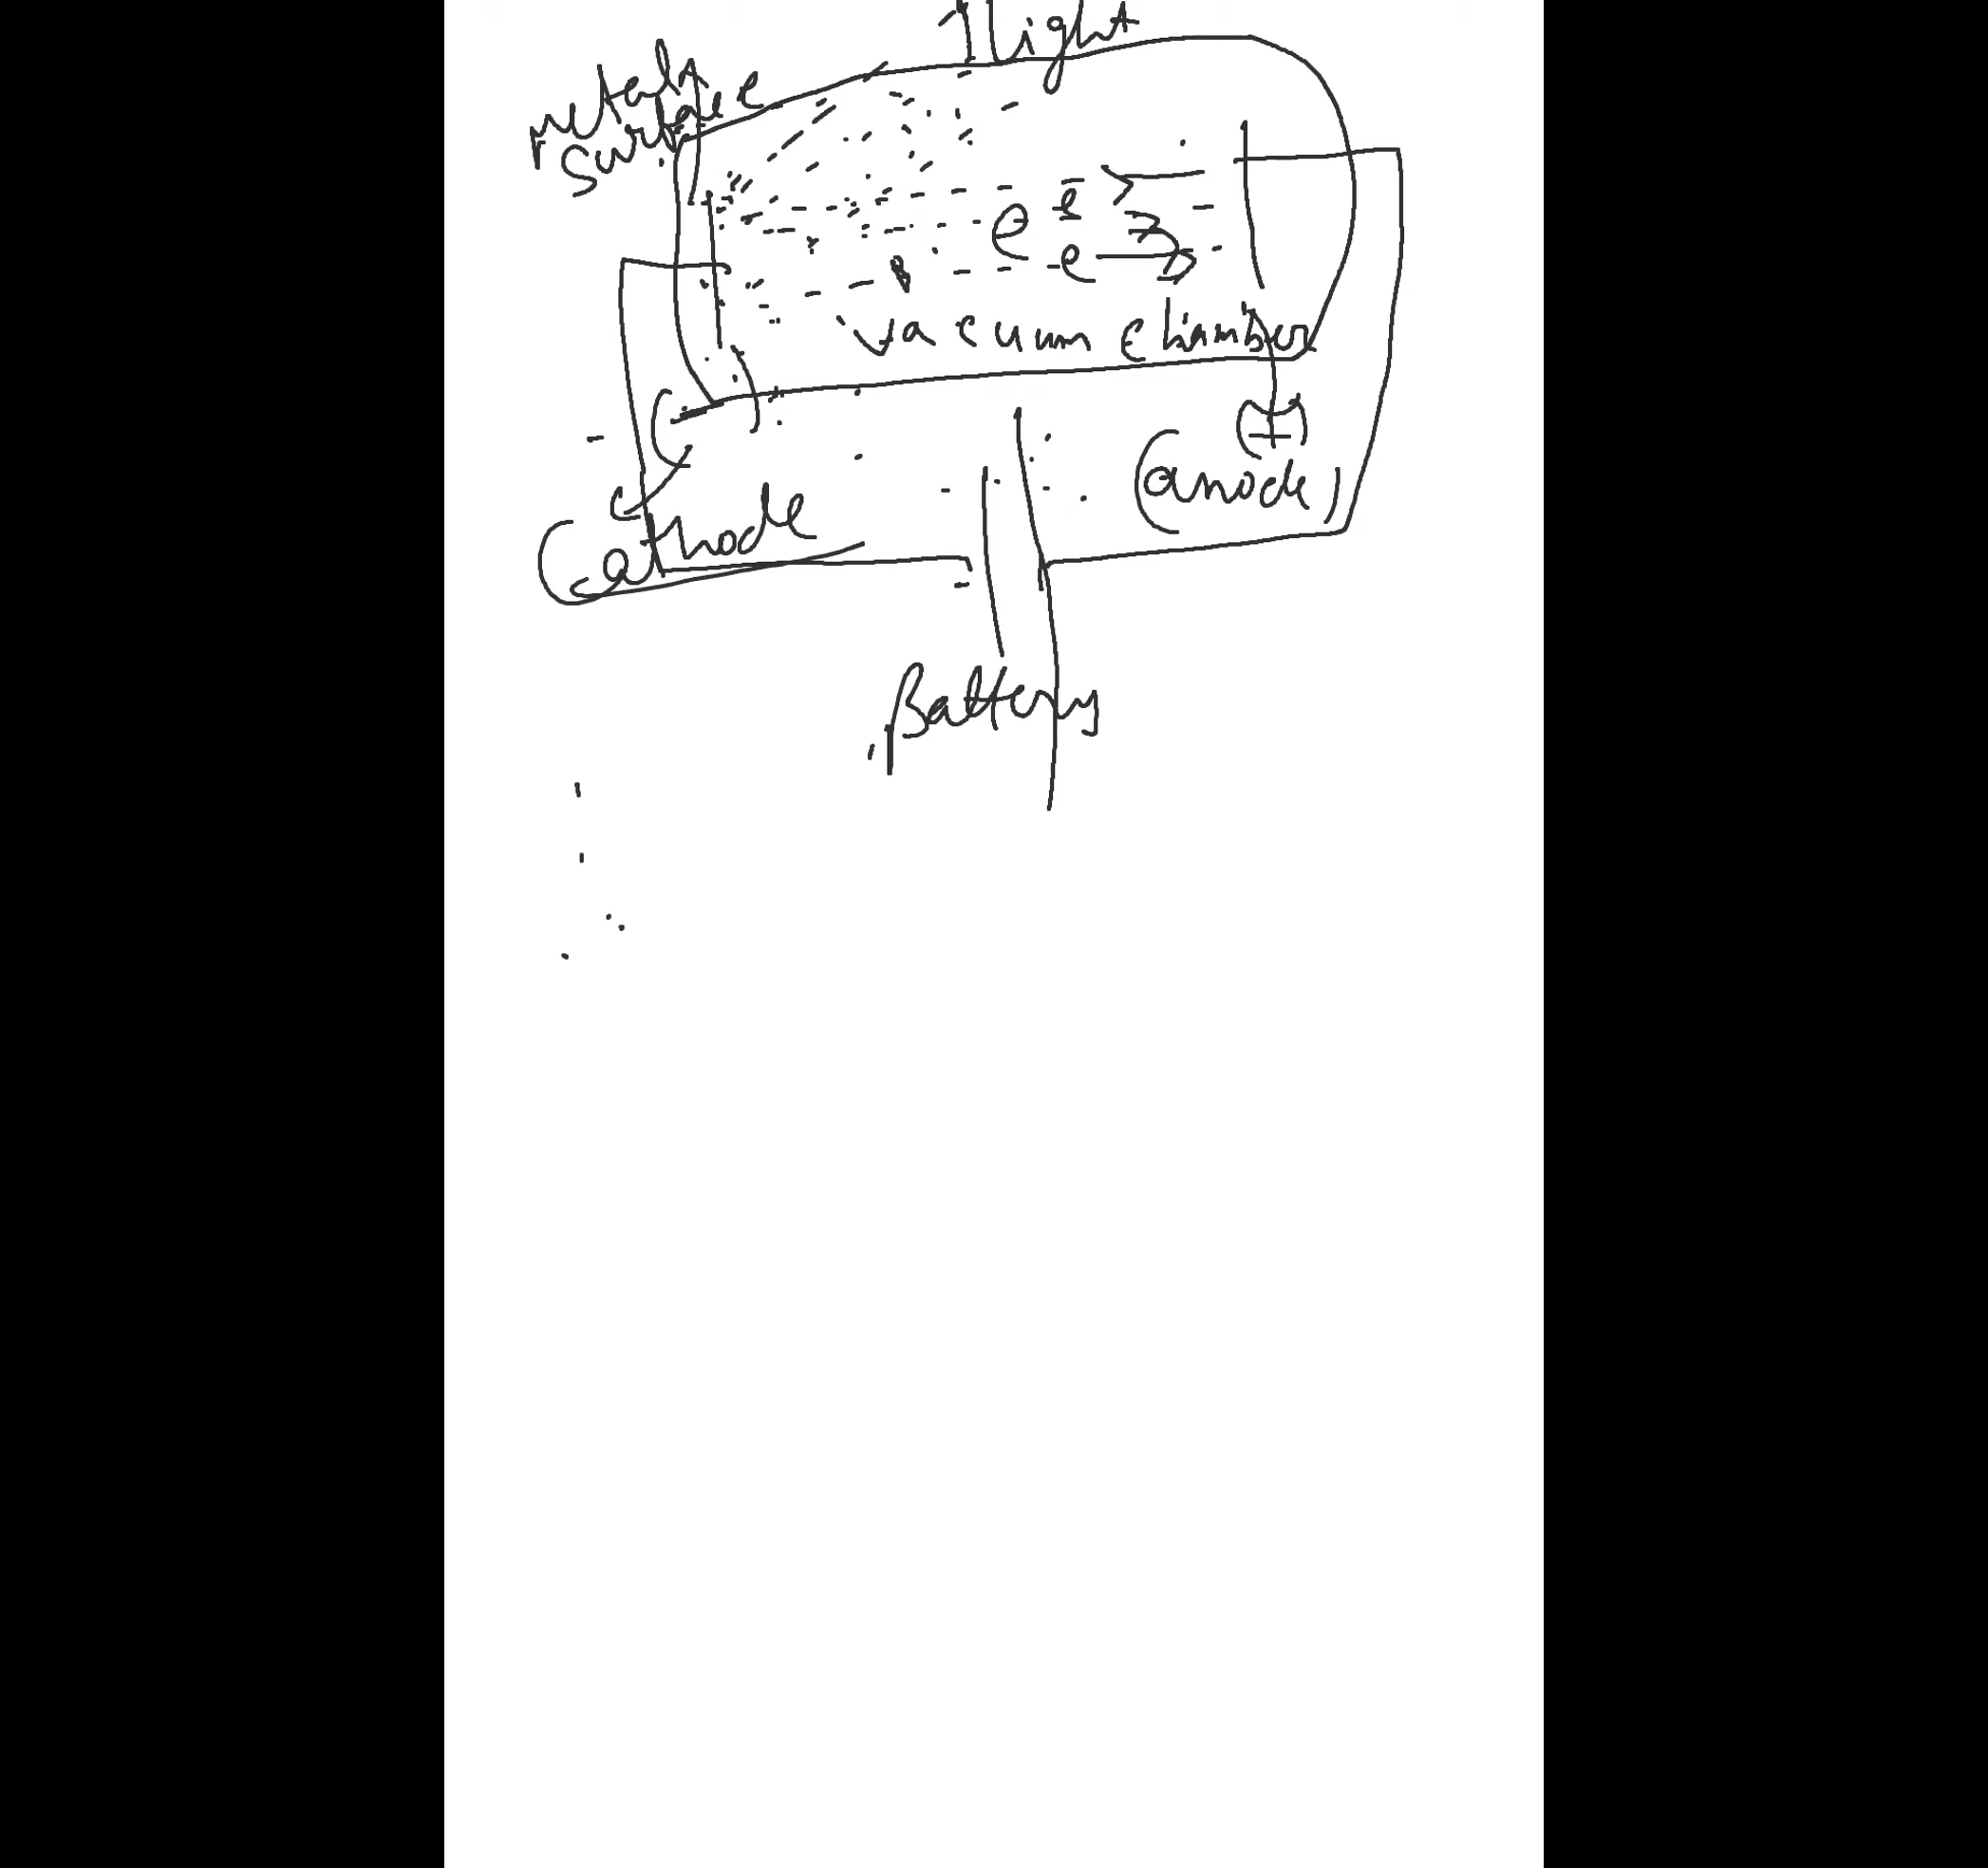 light
metal
surface
e e
e
vacuum chamber
(-)
(+)
(anode)
Cathode
Battery